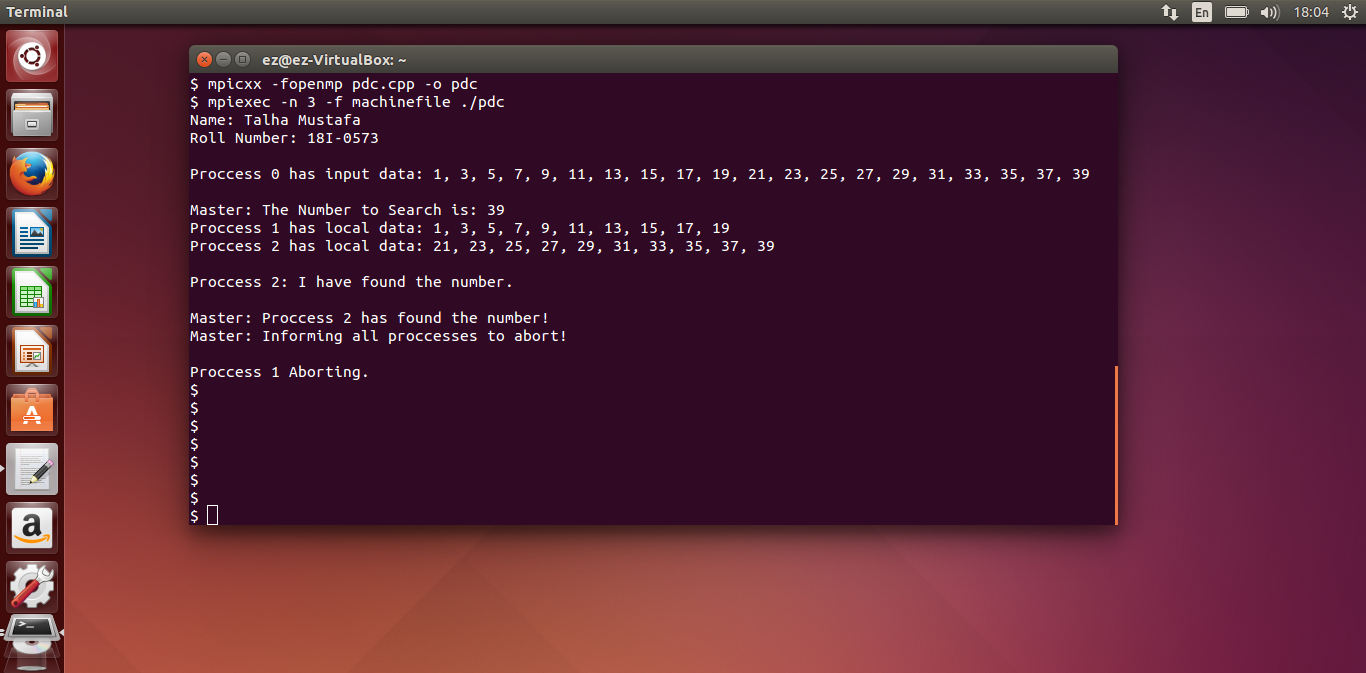 Terminal
En
18:04
ez@ez-VirtualBox: ~
$ mpicxx -fopenmp pdc.cpp -o pdc
$ mpiexec -n 3 -f machinefile ./pdc
Name: Talha Mustafa
Roll Number: 18I-0573
Proccess 0 has input data: 1, 3, 5, 7, 9, 11, 13, 15, 17, 19, 21, 23, 25, 27, 29, 31, 33, 35, 37, 39
Master: The Number to Search is: 39
Proccess 1 has local data: 1, 3, 5, 7, 9, 11, 13, 15, 17, 19
Proccess 2 has local data: 21, 23, 25, 27, 29, 31, 33, 35, 37, 39
Proccess 2: I have found the number.
Master: Proccess 2 has found the number!
Master: Informing all proccesses to abort!
Proccess 1 Aborting.
$
$
$
$
$
$
$
$